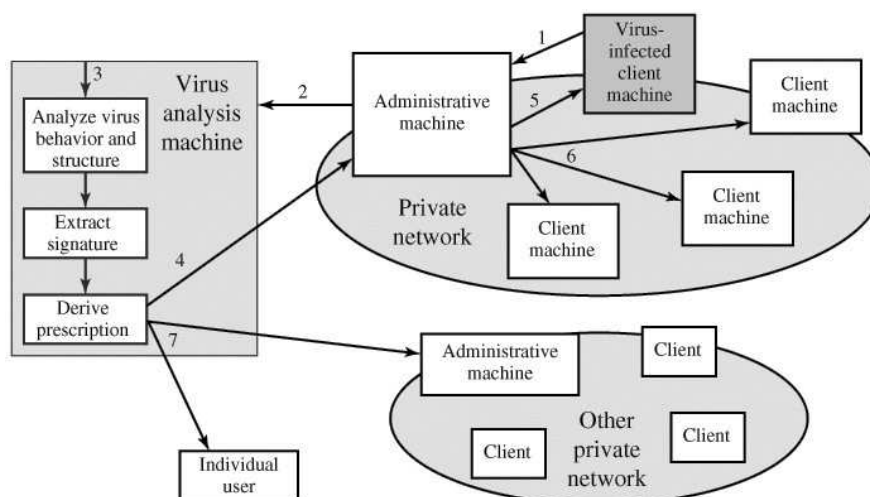 1
Virus-
infected
client
machine
3
Virus
analysis
machine
2
Administrative
machine
5
Client
machine
Analyze virus
behavior and
structure
6
Client
machine
Private
network
Client
machine
Extract
signature
4
Derive
prescription
7
Administrative
machine
Client
Other
private
network
Client
Client
Individual
user